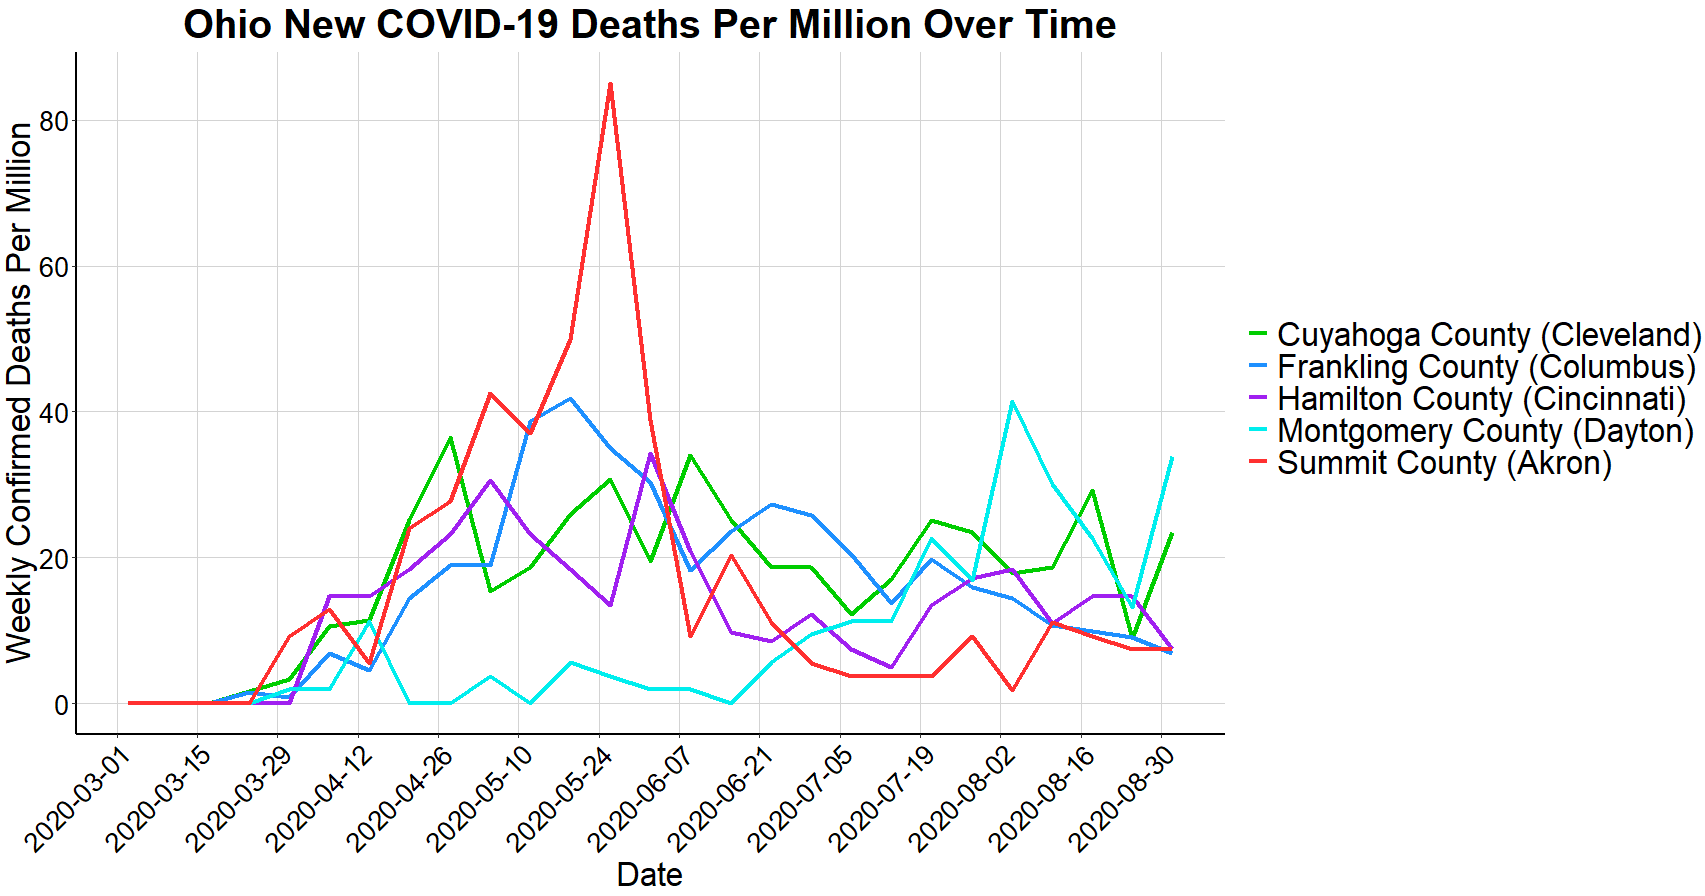 Ohio New COVID-19 Deaths Per Million Over Time
Weekly Confirmed Deaths Per Million
80
60
40
20
0
2020-03-01
2020-03-15
2020-03-29
2020-04-12
2020-04-26
2020-05-10
2020-05-24
2020-06-07
2020-06-21
2020-07-05
2020-07-19
2020-08-02
2020-08-16
2020-08-30
Date
Cuyahoga County (Cleveland)
Frankling County (Columbus)
Hamilton County (Cincinnati)
Montgomery County (Dayton)
Summit County (Akron)